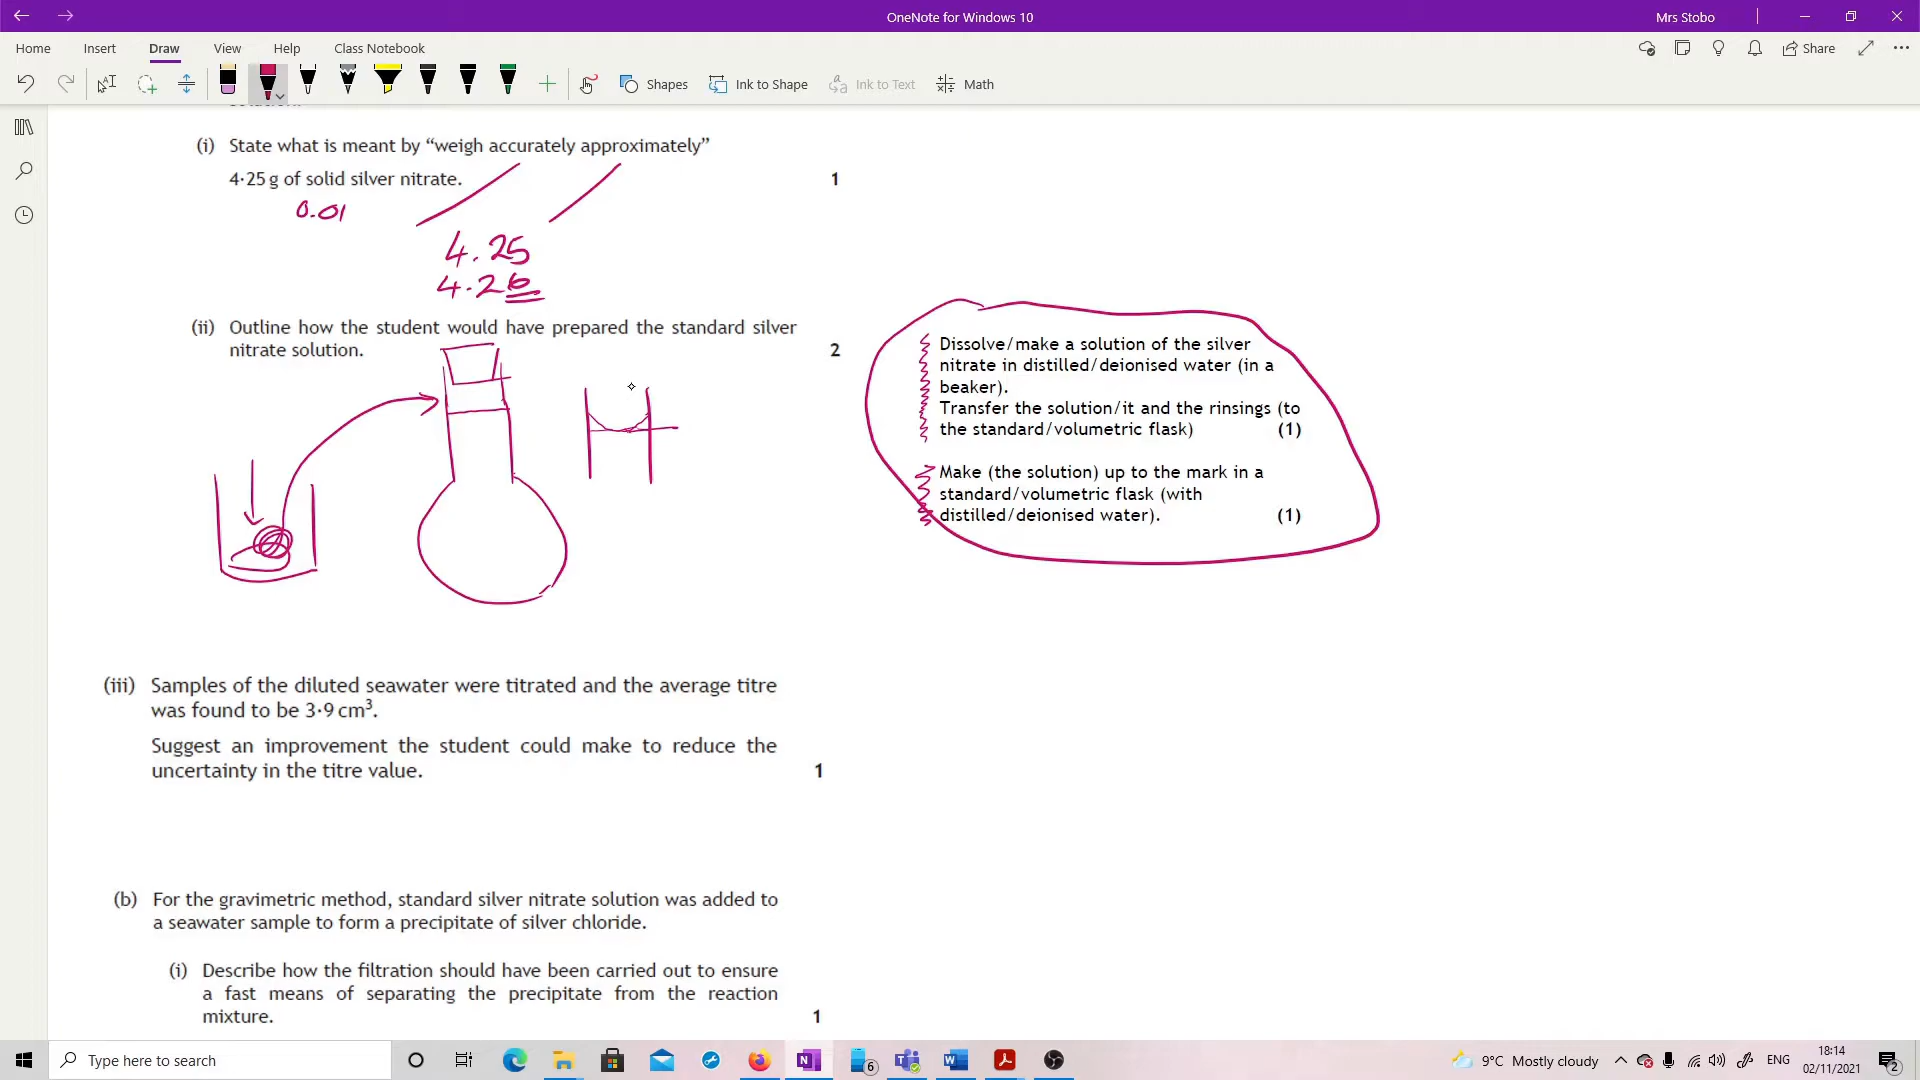 OneNote for Windows 10
Mrs Stobo
Home Insert Draw View Help Class Notebook
Share
Shapes Ink to Shape Ink to Text Math
solution.
(i) State what is meant by “weigh accurately approximately”
4·25 g of solid silver nitrate. 1
0.01
4.25
4.26
(ii) Outline how the student would have prepared the standard silver
nitrate solution. 2
Dissolve/make a solution of the silver
nitrate in distilled/deionised water (in a
beaker).
Transfer the solution/it and the rinsings (to
the standard/volumetric flask) (1)
Make (the solution) up to the mark in a
standard/volumetric flask (with
distilled/deionised water). (1)
(iii) Samples of the diluted seawater were titrated and the average titre
was found to be 3·9 cm³.
Suggest an improvement the student could make to reduce the
uncertainty in the titre value. 1
(b) For the gravimetric method, standard silver nitrate solution was added to
a seawater sample to form a precipitate of silver chloride.
(i) Describe how the filtration should have been carried out to ensure
a fast means of separating the precipitate from the reaction
mixture. 1
Type here to search
6
9°C Mostly cloudy
ENG
18:14
02/11/2021
2